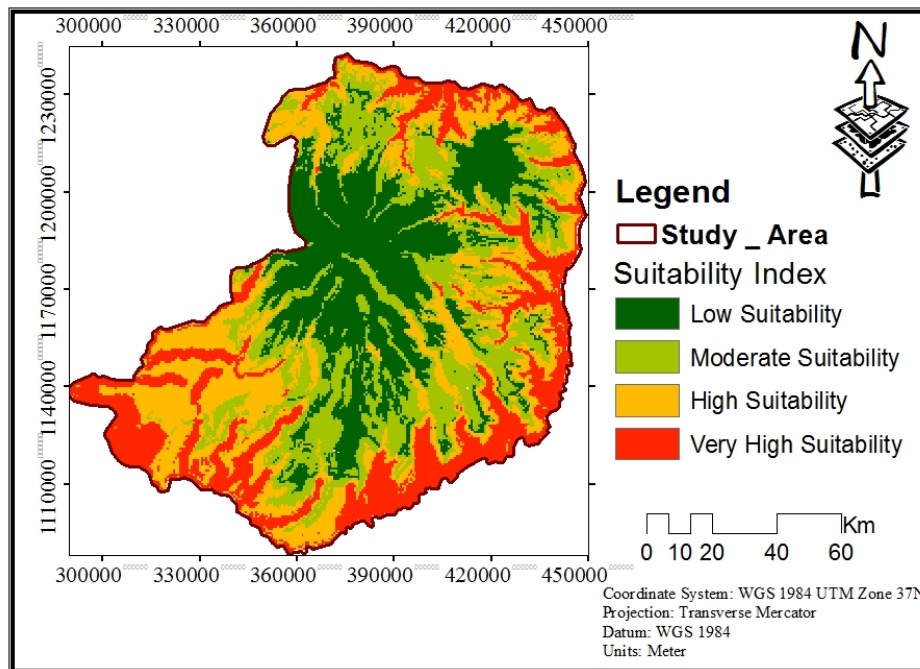 300000 330000 360000 390000 420000 450000
N
1230000
1200000
1170000
1140000
1110000
Legend
Study _ Area
Suitability Index
Low Suitability
Moderate Suitability
High Suitability
Very High Suitability
Km
0 10 20 40 60
300000 330000 360000 390000 420000 450000
Coordinate System: WGS 1984 UTM Zone 37N
Projection: Transverse Mercator
Datum: WGS 1984
Units: Meter